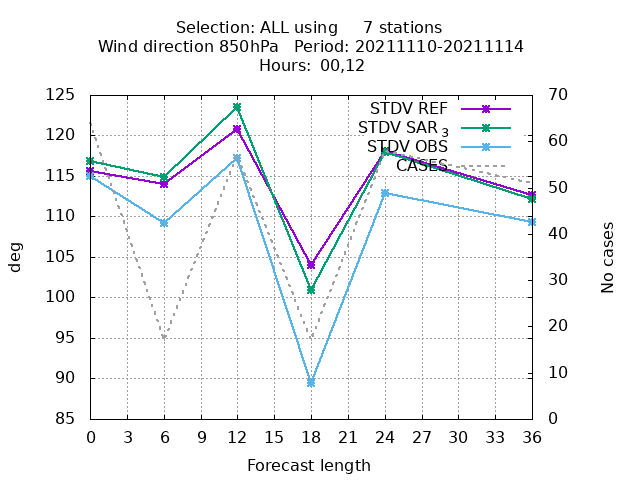 Selection: ALL using 7 stations
Wind direction 850hPa Period: 20211110-20211114
Hours: 00,12
125 70
120 60
115 50
110 40
105 30
100 20
95 10
90 0
85
deg
No cases
STDV REF
STDV SAR 3
STDV OBS
CASES
0 3 6 9 12 15 18 21 24 27 30 33 36
Forecast length